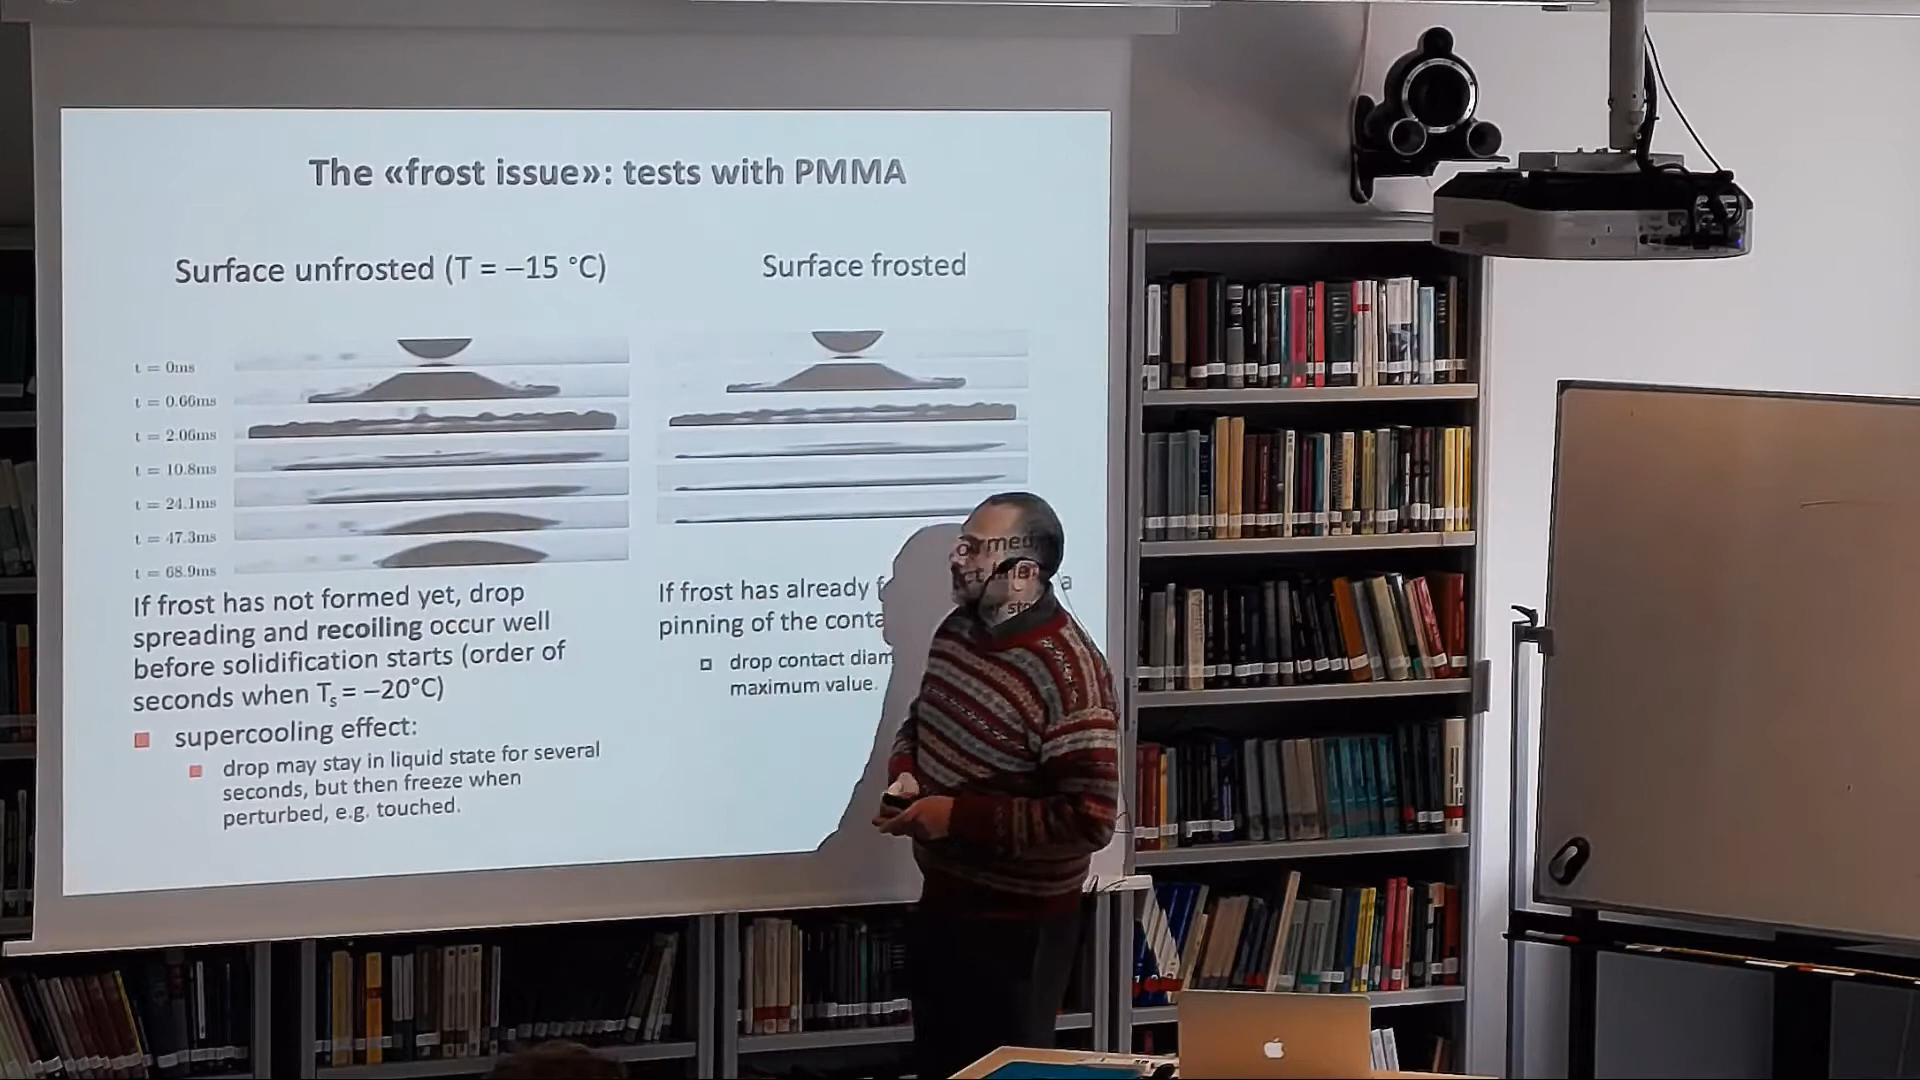 The «frost issue»: tests with PMMA
Surface unfrosted (T = –15 °C)
Surface frosted
t = 0ms
t = 0.66ms
t = 2.06ms
t = 10.8ms
t = 24.1ms
t = 47.3ms
t = 68.9ms
If frost has not formed yet, drop
spreading and recoiling occur well
before solidification starts (order of
seconds when Ts = –20°C)
supercooling effect:
drop may stay in liquid state for several
seconds, but then freeze when
perturbed, e.g. touched.
If frost has already
pinning of the
drop contact
maximum value.